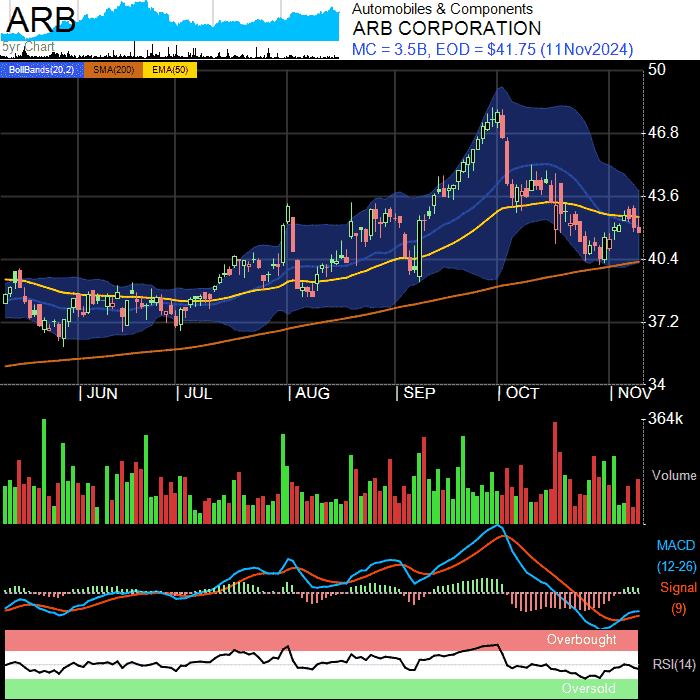 ARB
5yr Chart
Automobiles & Components
ARB CORPORATION
MC = 3.5B, EOD = $41.75 (11Nov2024)
BollBands(20,2) SMA(200) EMA(50)
50
46.8
43.6
40.4
37.2
34
| JUN | JUL | AUG | SEP | OCT | NOV
364k
Volume
MACD
(12-26)
Signal
(9)
Overbought
RSI(14)
Oversold